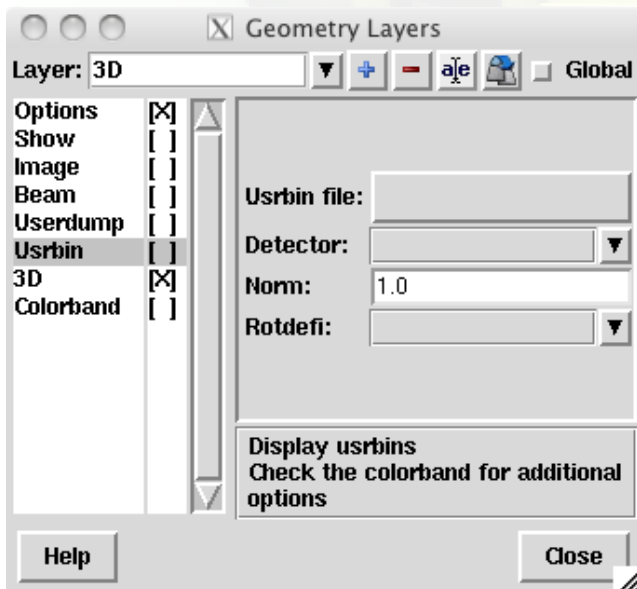 X Geometry Layers
Layer: 3D + - a|e Global
Options [X]
Show [ ]
Image [ ]
Beam [ ]
Userdump [ ]
Usrbin [ ]
3D [X]
Colorband [ ]
Usrbin file:
Detector:
Norm: 1.0
Rotdefi:
Display usrbins
Check the colorband for additional
options
Help Close